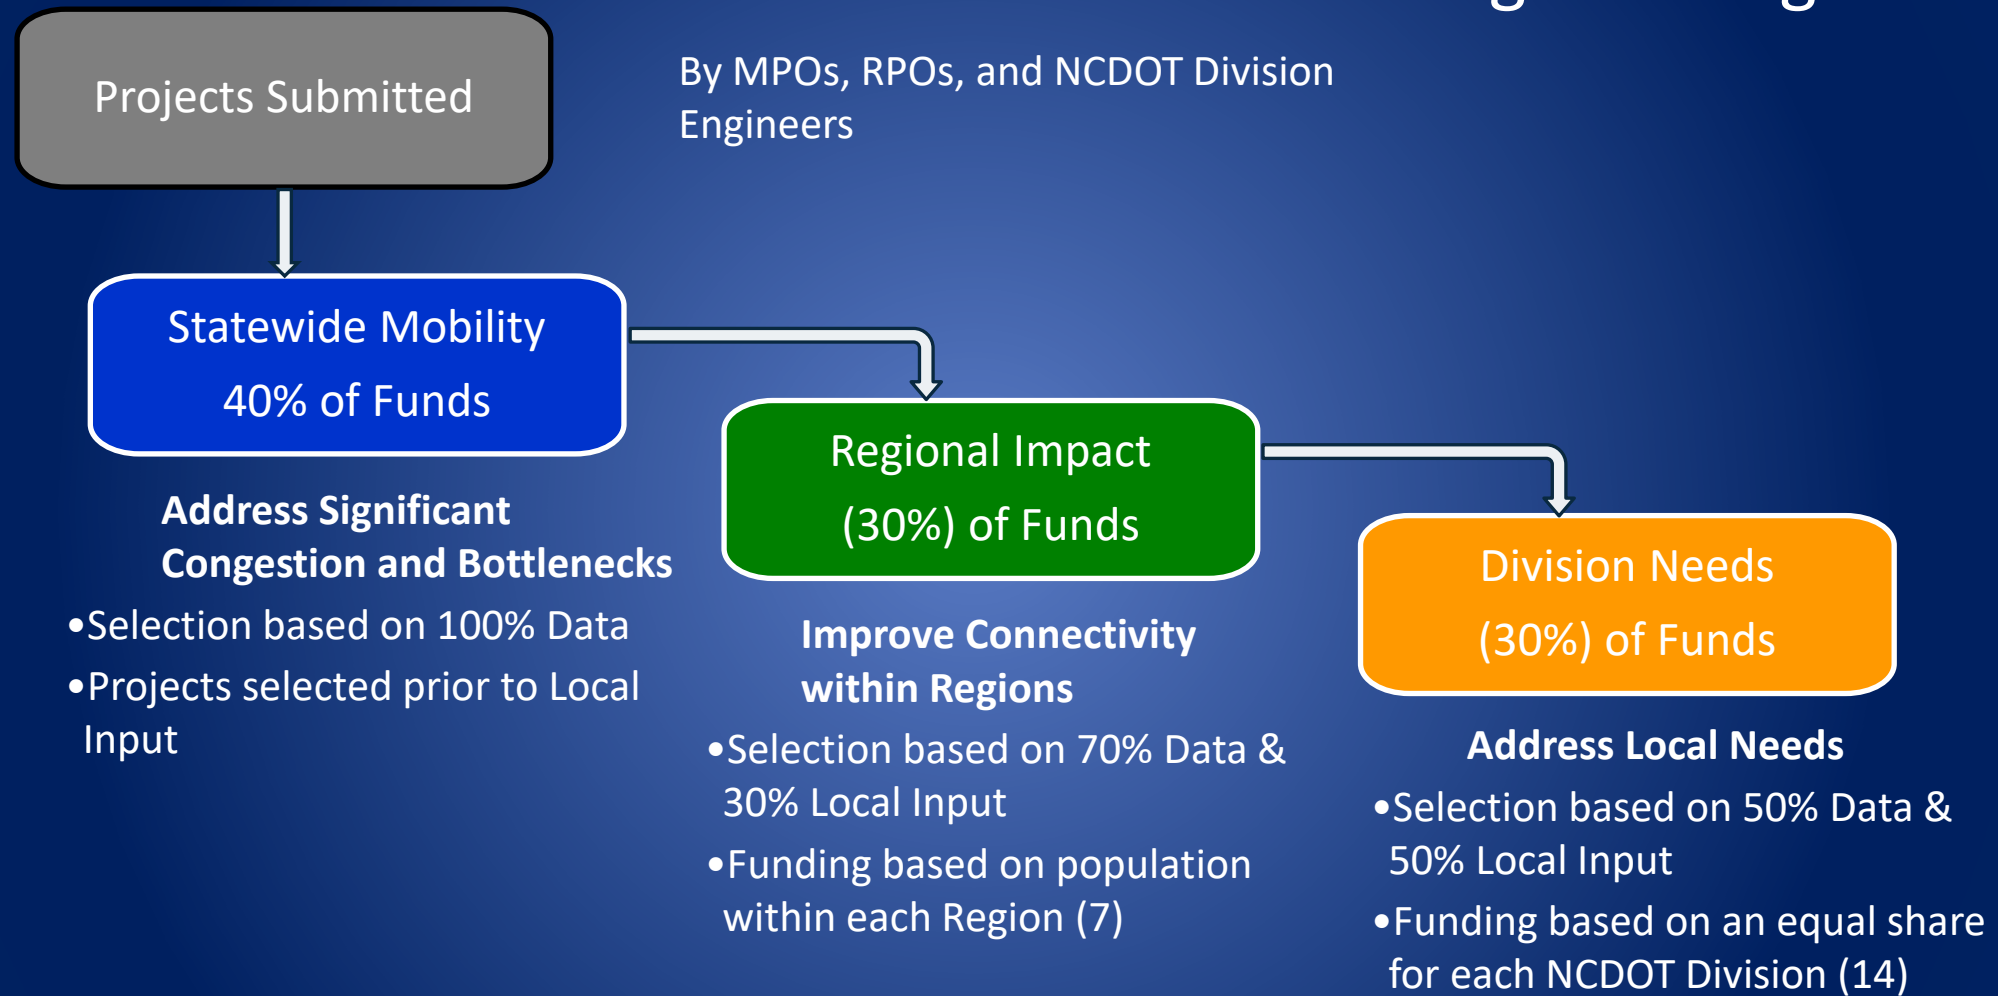 Projects Submitted
By MPOs, RPOs, and NCDOT Division
Engineers
Statewide Mobility
40% of Funds
Address Significant
Congestion and Bottlenecks
•Selection based on 100% Data
•Projects selected prior to Local
Input
Regional Impact
(30%) of Funds
Improve Connectivity
within Regions
•Selection based on 70% Data &
30% Local Input
•Funding based on population
within each Region (7)
Division Needs
(30%) of Funds
Address Local Needs
•Selection based on 50% Data &
50% Local Input
•Funding based on an equal share
for each NCDOT Division (14)